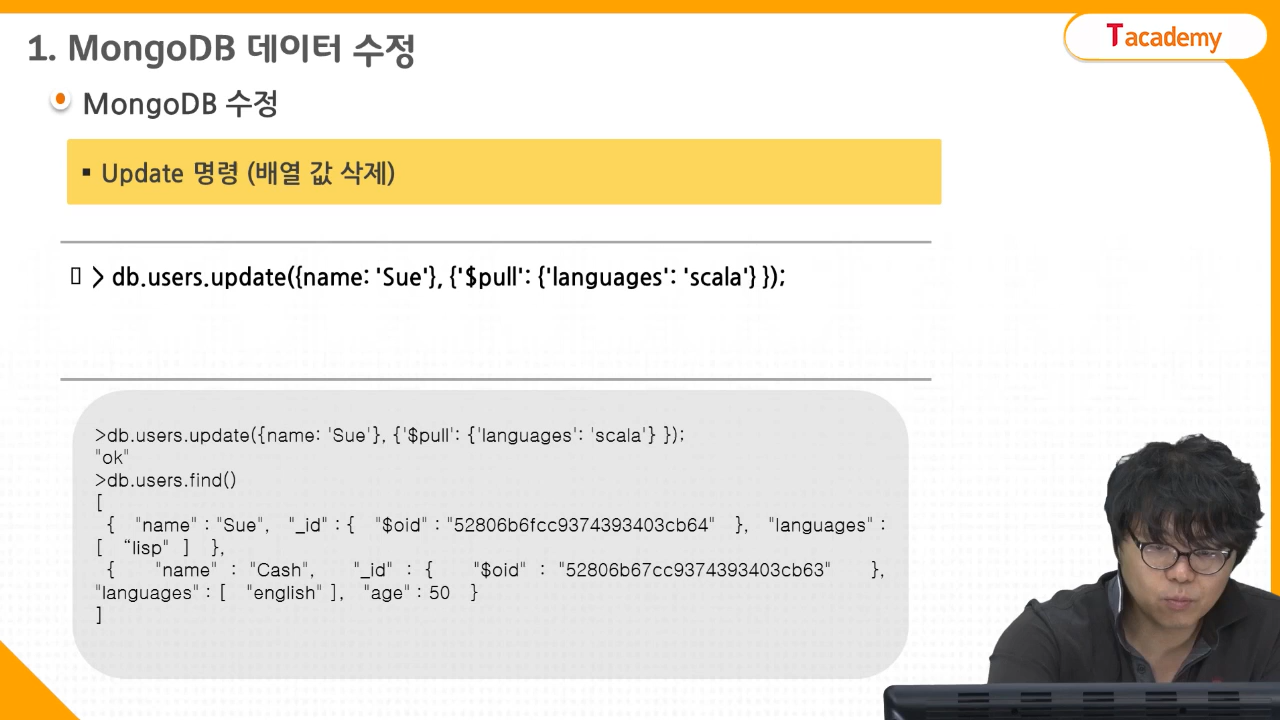 1. MongoDB 데이터 수정
Tacademy
MongoDB 수정
▪ Update 명령 (배열 값 삭제)
▯ > db.users.update({name: 'Sue'}, {'$pull': {'languages': 'scala'} });
>db.users.update({name: 'Sue'}, {'$pull': {'languages': 'scala'} });
"ok"
>db.users.find()
[
{ "name" : "Sue", "_id" : { "$oid" : "52806b6fcc9374393403cb64" }, "languages" :
[ “lisp" ] },
{ "name" : "Cash", "_id" : { "$oid" : "52806b67cc9374393403cb63" },
"languages" : [ "english" ], "age" : 50 }
]